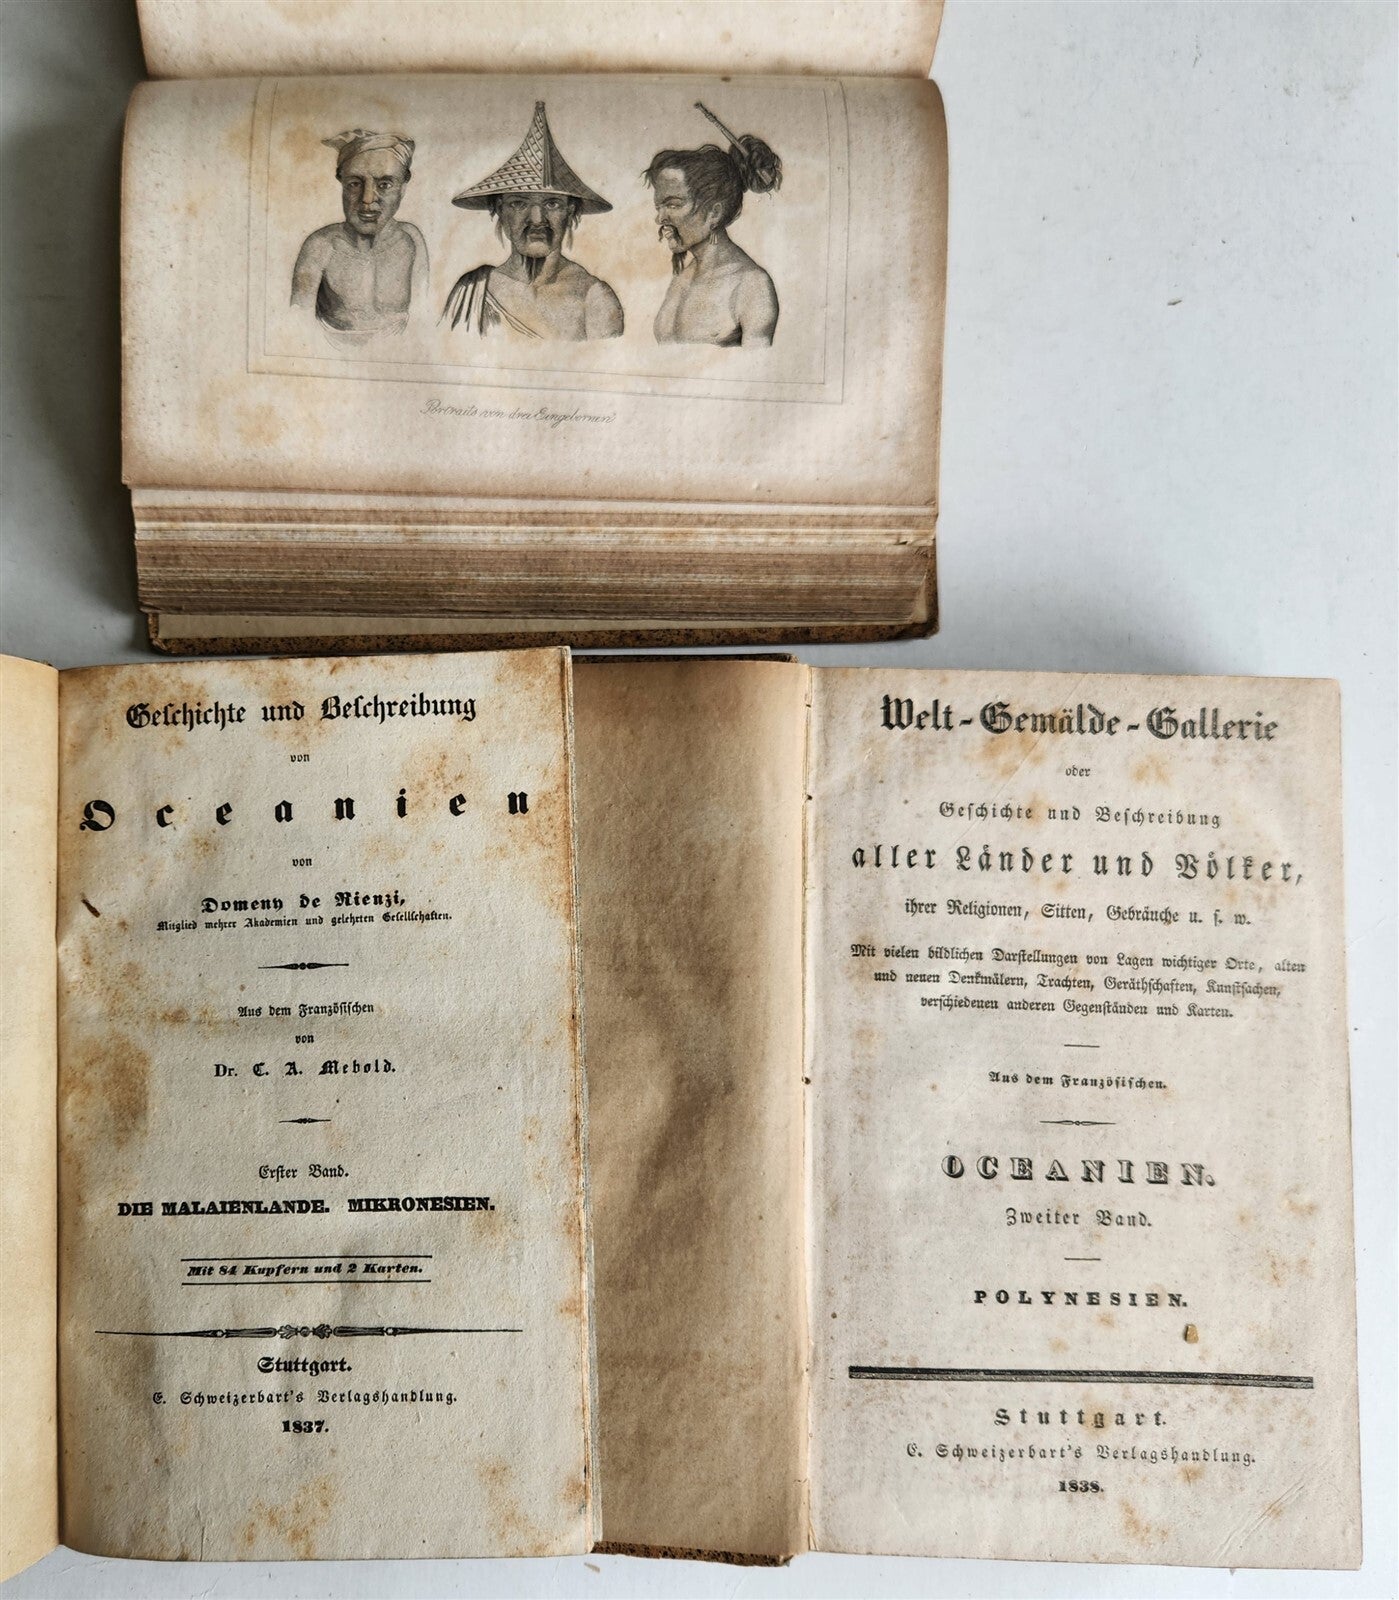 Portraits von drei Eingebornen
Geſchichte und Beſchreibung
von
Oceanien
von
Domeny de Rienzi,
Mitglied mehrer Akademien und gelehrten Geſellſchaften.
Aus dem Franzöſiſchen
von
Dr. C. A. Mebold.
Erſter Band.
DIE MALAIENLANDE. MIKRONESIEN.
Mit 84 Kupfern und 2 Karten.
Stuttgart.
E. Schweizerbart's Verlagshandlung.
1837.
Welt-Gemälde-Gallerie
oder
Geſchichte und Beſchreibung
aller Länder und Völker,
ihrer Religionen, Sitten, Gebräuche u. ſ. w.
Mit vielen bildlichen Darſtellungen von Lagen wichtiger Orte, alten
und neuen Denkmälern, Trachten, Geräthſchaften, Kunſtſachen,
verſchiedenen anderen Gegenſtänden und Karten.
Aus dem Franzöſiſchen.
OCEANIEN.
Zweiter Band.
POLYNESIEN.
Stuttgart.
E. Schweizerbart's Verlagshandlung.
1838.